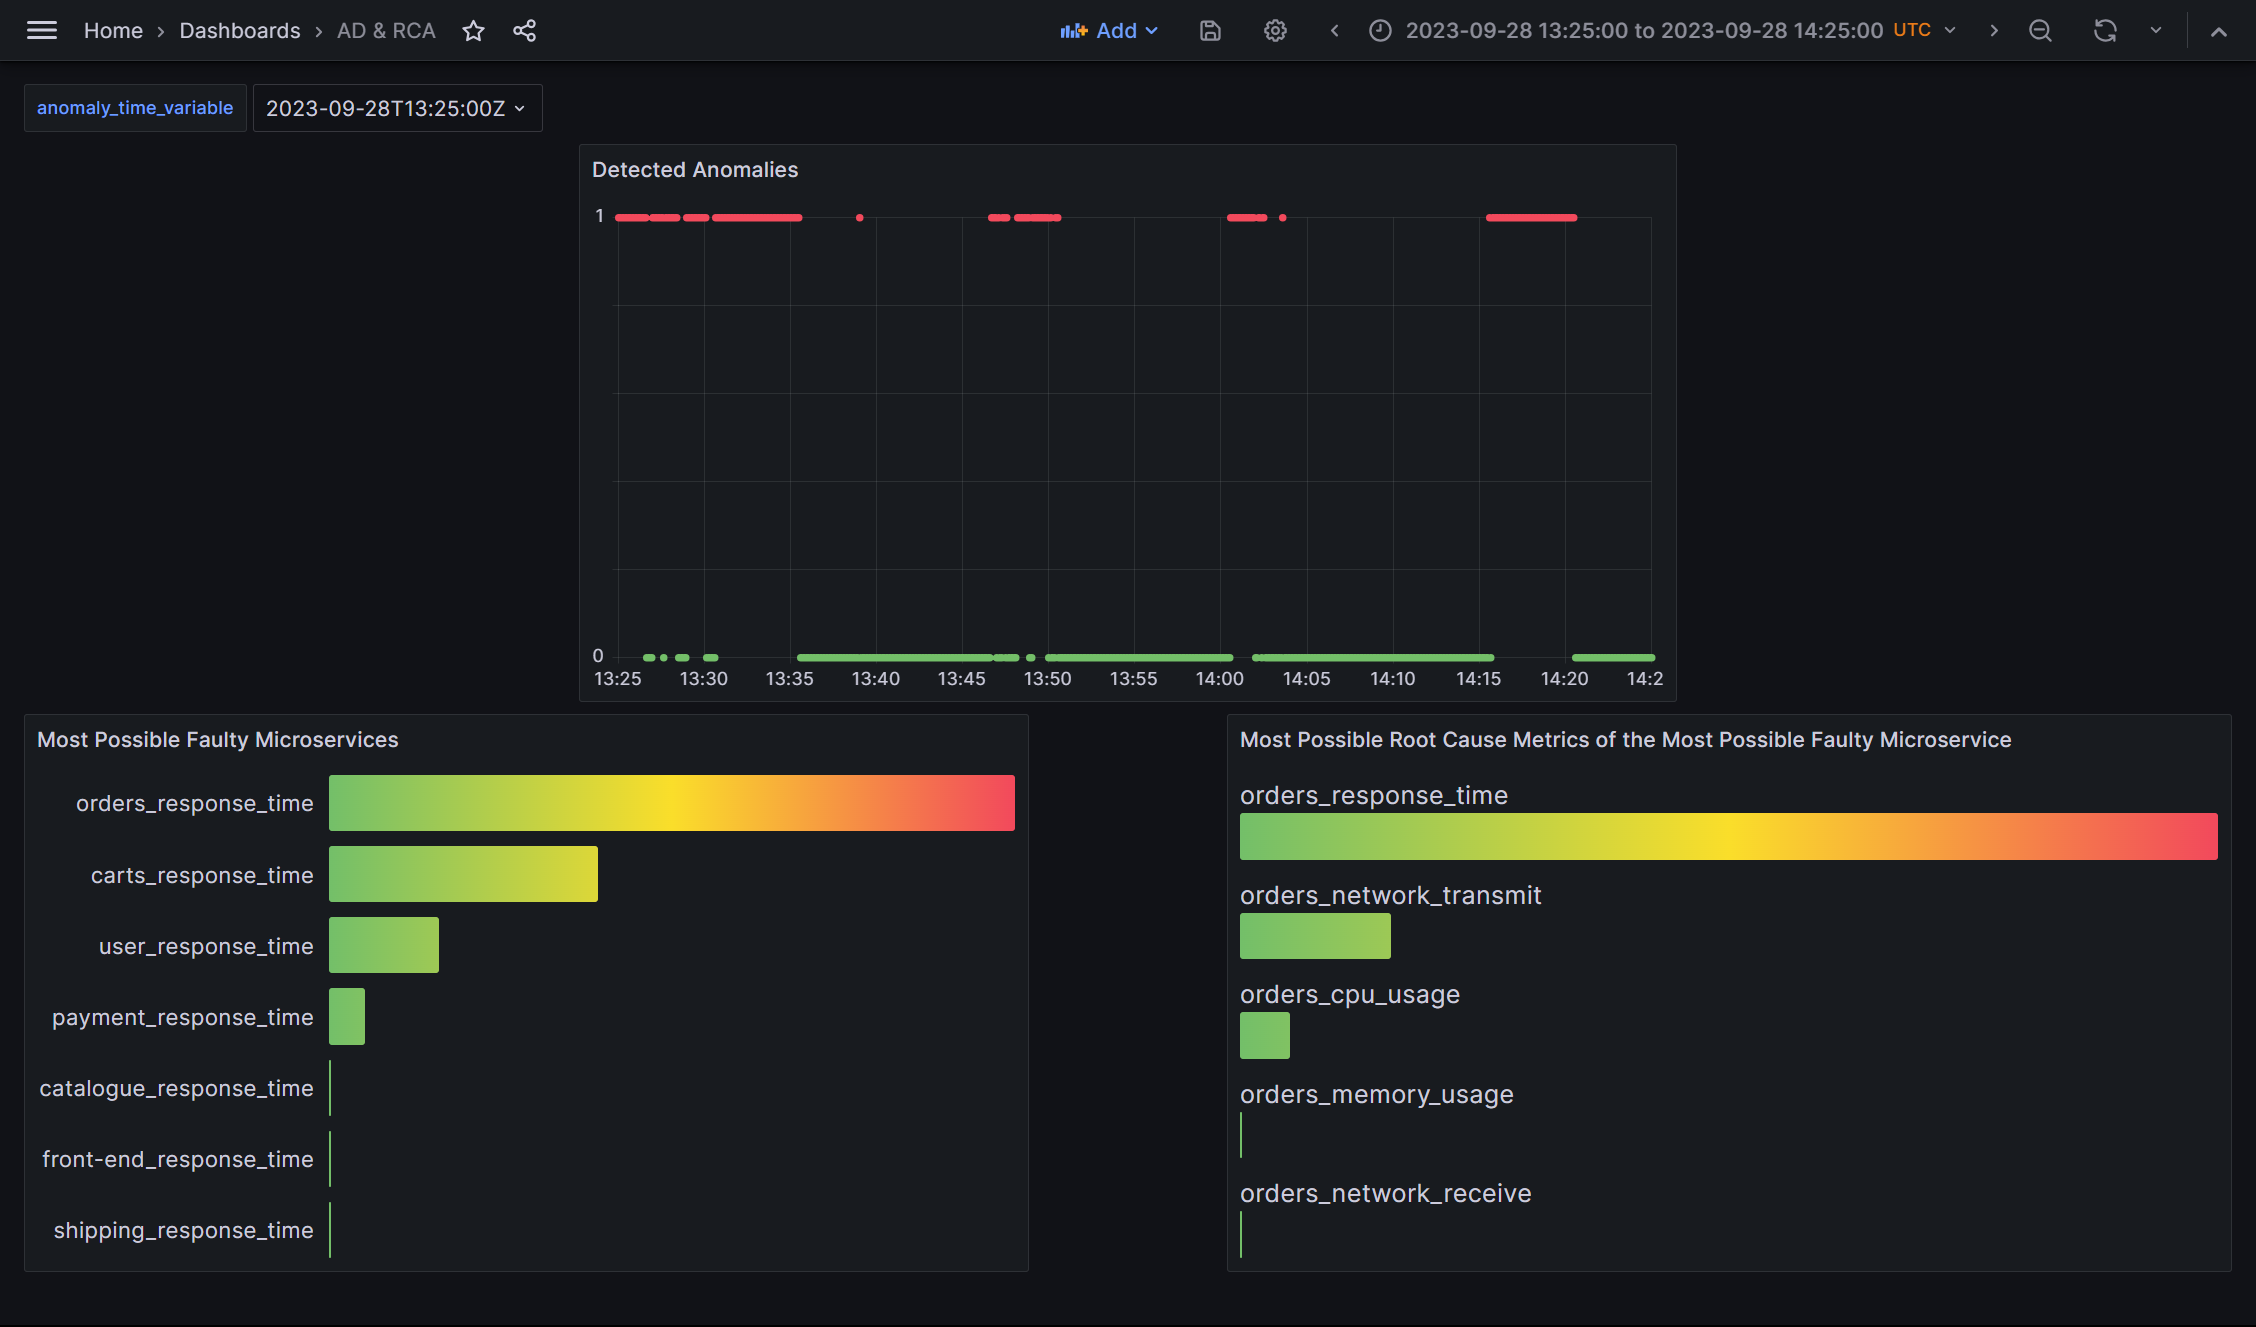 Home › Dashboards › AD & RCA
Add
2023-09-28 13:25:00 to 2023-09-28 14:25:00 UTC
anomaly_time_variable
2023-09-28T13:25:00Z
Detected Anomalies
1
0
13:25 13:30 13:35 13:40 13:45 13:50 13:55 14:00 14:05 14:10 14:15 14:20 14:2
Most Possible Faulty Microservices
orders_response_time
carts_response_time
user_response_time
payment_response_time
catalogue_response_time
front-end_response_time
shipping_response_time
Most Possible Root Cause Metrics of the Most Possible Faulty Microservice
orders_response_time
orders_network_transmit
orders_cpu_usage
orders_memory_usage
orders_network_receive